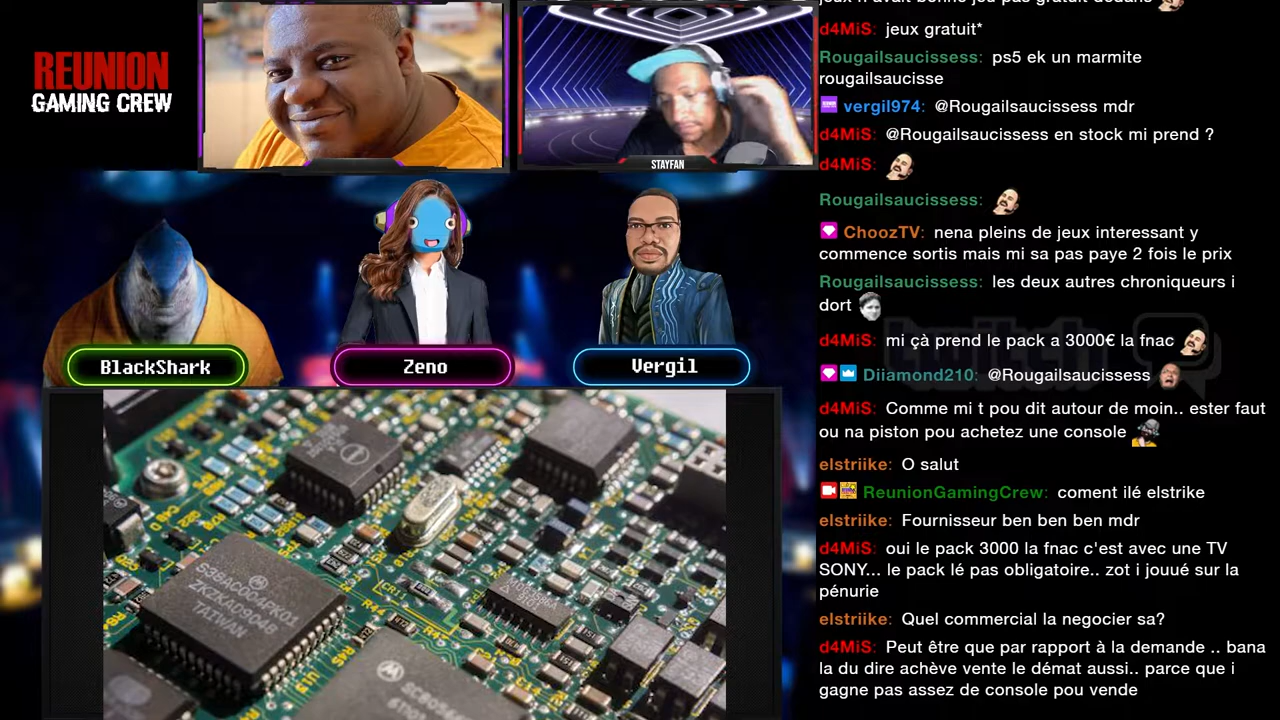 REUNION
GAMING CREW
STAYFAN
BlackShark
Zeno
Vergil
S38AC004PK01
ZKZKAD904B
TAIWAN
U15
d4MiS: jeux gratuit*
Rougailsaucissess: ps5 ek un marmite
rougailsaucisse
vergil974: @Rougailsaucissess mdr
d4MiS: @Rougailsaucissess en stock mi prend ?
d4MiS:
Rougailsaucissess:
ChoozTV: nena pleins de jeux interessant y
commence sortis mais mi sa pas paye 2 fois le prix
Rougailsaucissess: les deux autres chroniqueurs i
dort
d4MiS: mi çà prend le pack a 3000€ la fnac
Diiamond210: @Rougailsaucissess
d4MiS: Comme mi t pou dit autour de moin.. ester faut
ou na piston pou achetez une console
elstriike: O salut
ReunionGamingCrew: coment ilé elstrike
elstriike: Fournisseur ben ben ben mdr
d4MiS: oui le pack 3000 la fnac c'est avec une TV
SONY... le pack lé pas obligatoire.. zot i jouué sur la
pénurie
elstriike: Quel commercial la negocier sa?
d4MiS: Peut être que par rapport à la demande .. bana
la du dire achève vente le démat aussi.. parce que i
gagne pas assez de console pou vende